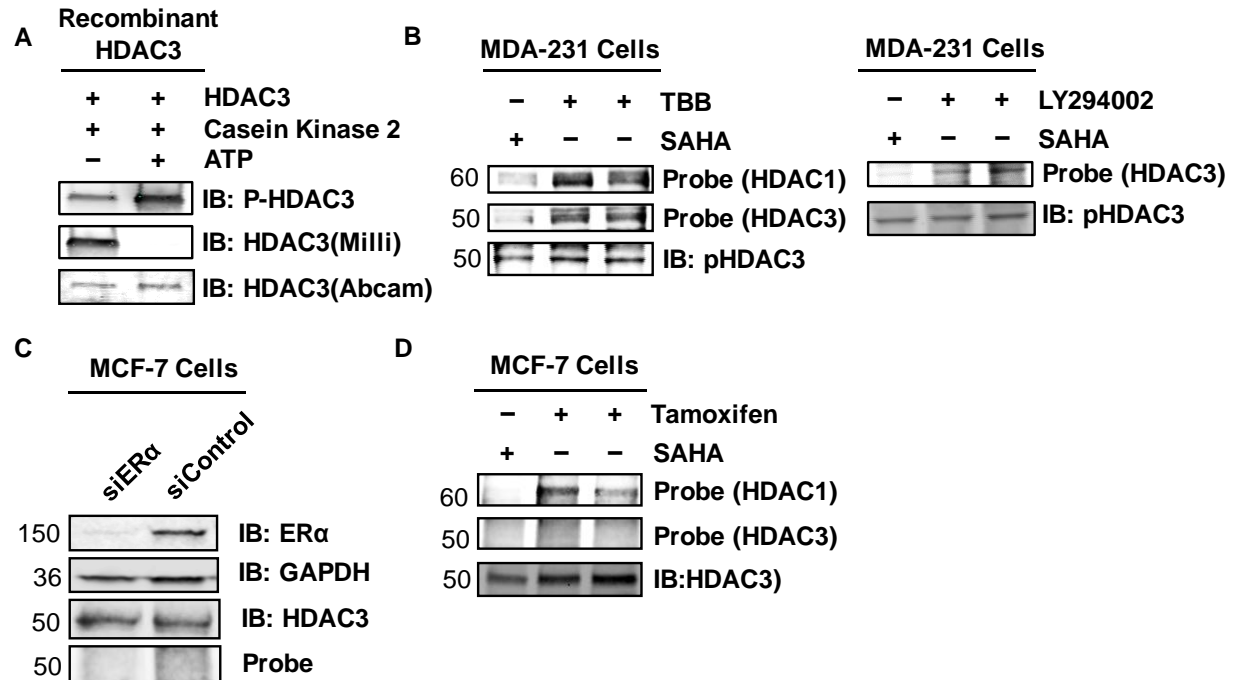 A
Recombinant
HDAC3
+ + HDAC3
+ + Casein Kinase 2
− + ATP
IB: P-HDAC3
IB: HDAC3(Milli)
IB: HDAC3(Abcam)
B
MDA-231 Cells
− + + TBB
+ − − SAHA
60 Probe (HDAC1)
50 Probe (HDAC3)
50 IB: pHDAC3
MDA-231 Cells
− + + LY294002
+ − − SAHA
Probe (HDAC3)
IB: pHDAC3
C
MCF-7 Cells
siERα siControl
150 IB: ERα
36 IB: GAPDH
50 IB: HDAC3
50 Probe
D
MCF-7 Cells
− + + Tamoxifen
+ − − SAHA
60 Probe (HDAC1)
50 Probe (HDAC3)
50 IB:HDAC3)